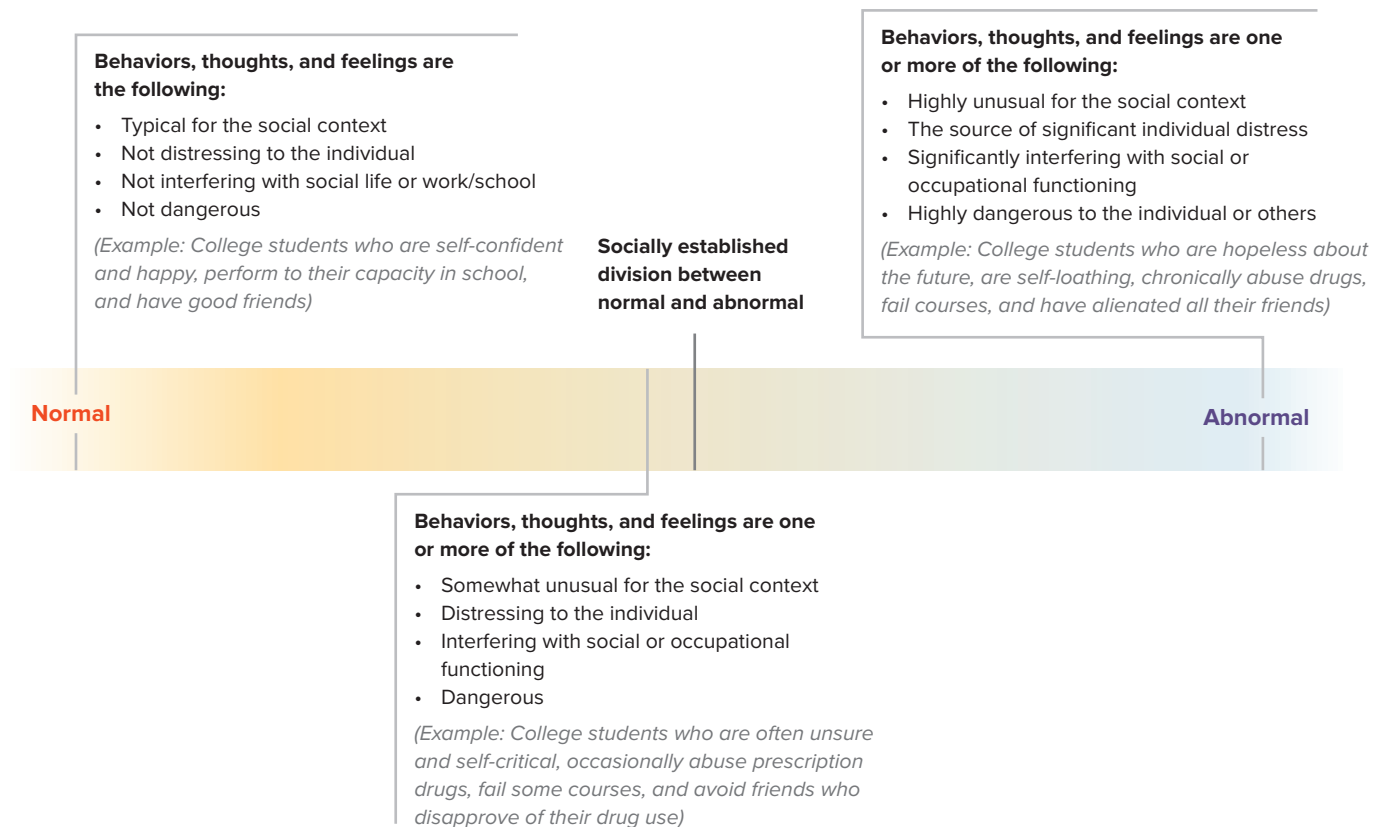 Behaviors, thoughts, and feelings are
the following:
• Typical for the social context
• Not distressing to the individual
• Not interfering with social life or work/school
• Not dangerous
(Example: College students who are self-confident
and happy, perform to their capacity in school,
and have good friends)
Socially established
division between
normal and abnormal
Behaviors, thoughts, and feelings are one
or more of the following:
• Highly unusual for the social context
• The source of significant individual distress
• Significantly interfering with social or
occupational functioning
• Highly dangerous to the individual or others
(Example: College students who are hopeless about
the future, are self-loathing, chronically abuse drugs,
fail courses, and have alienated all their friends)
Normal
Abnormal
Behaviors, thoughts, and feelings are one
or more of the following:
• Somewhat unusual for the social context
• Distressing to the individual
• Interfering with social or occupational
functioning
• Dangerous
(Example: College students who are often unsure
and self-critical, occasionally abuse prescription
drugs, fail some courses, and avoid friends who
disapprove of their drug use)